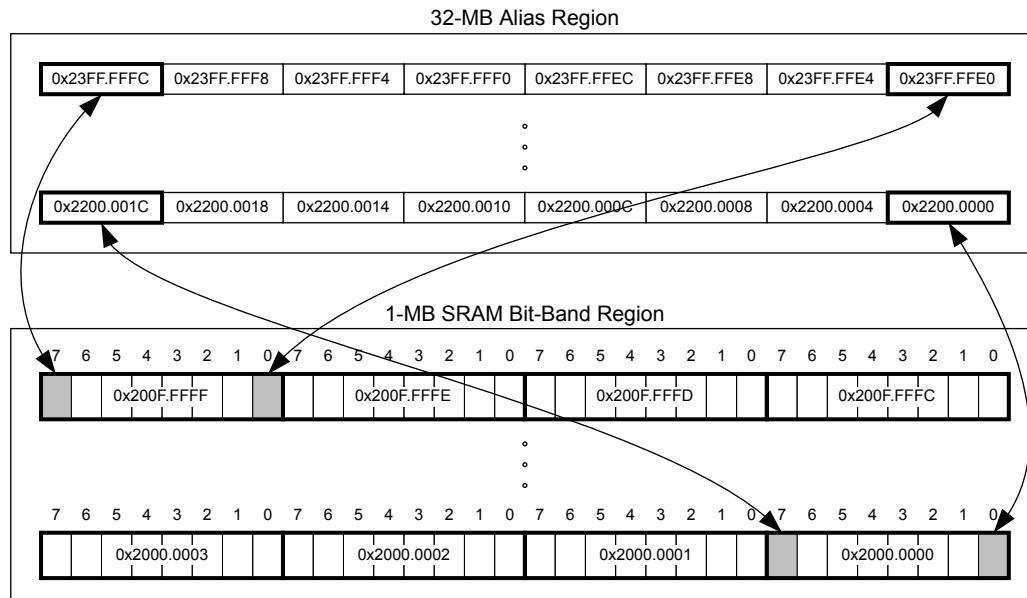 32-MB Alias Region
0x23FF.FFFC 0x23FF.FFF8 0x23FF.FFF4 0x23FF.FFF0 0x23FF.FFEC 0x23FF.FFE8 0x23FF.FFE4 0x23FF.FFE0
0x2200.001C 0x2200.0018 0x2200.0014 0x2200.0010 0x2200.000C 0x2200.0008 0x2200.0004 0x2200.0000
1-MB SRAM Bit-Band Region
7 6 5 4 3 2 1 0 7 6 5 4 3 2 1 0 7 6 5 4 3 2 1 0 7 6 5 4 3 2 1 0
0x200F.FFFF 0x200F.FFFE 0x200F.FFFD 0x200F.FFFC
7 6 5 4 3 2 1 0 7 6 5 4 3 2 1 0 7 6 5 4 3 2 1 0 7 6 5 4 3 2 1 0
0x2000.0003 0x2000.0002 0x2000.0001 0x2000.0000